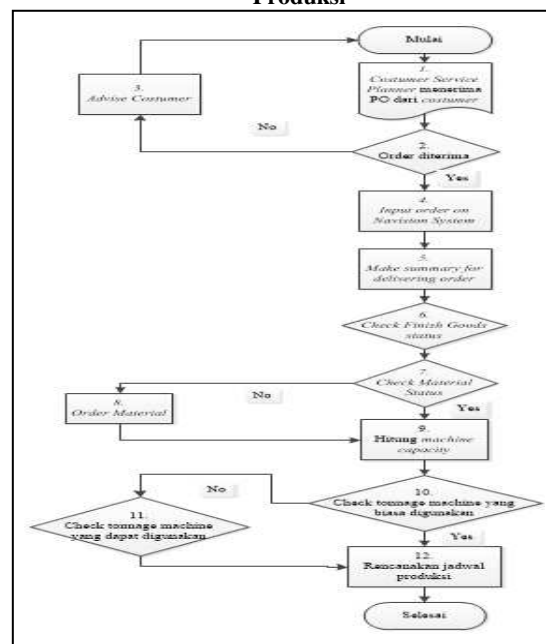 Produksi
Mulai
1.
Costumer Service
Planner menerima
PO dari costumer
3.
Advise Costumer
No
2.
Order diterima
Yes
4.
Input order on
Navision System
5.
Make summary for
delivering order
6.
Check Finish Goods
status
7.
Check Material
Status
No
8.
Order Material
Yes
9.
Hitung machine
capacity
10.
Check tonnage machine yang
biasa digunakan
No
11.
Check tonnage machine
yang dapat digunakan
Yes
12.
Rencanakan jadwal
produksi
Selesai